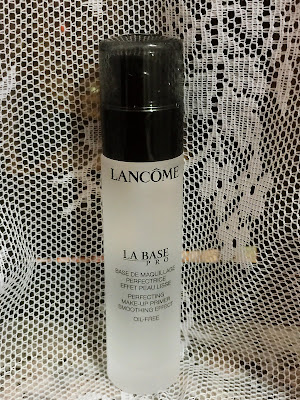 LANCÔME
LA BASE
PRO
BASE DE MAQUILLAGE
PERFECTRICE
EFFET PEAU LISSE
PERFECTING
MAKE-UP PRIMER
SMOOTHING EFFECT
OIL-FREE